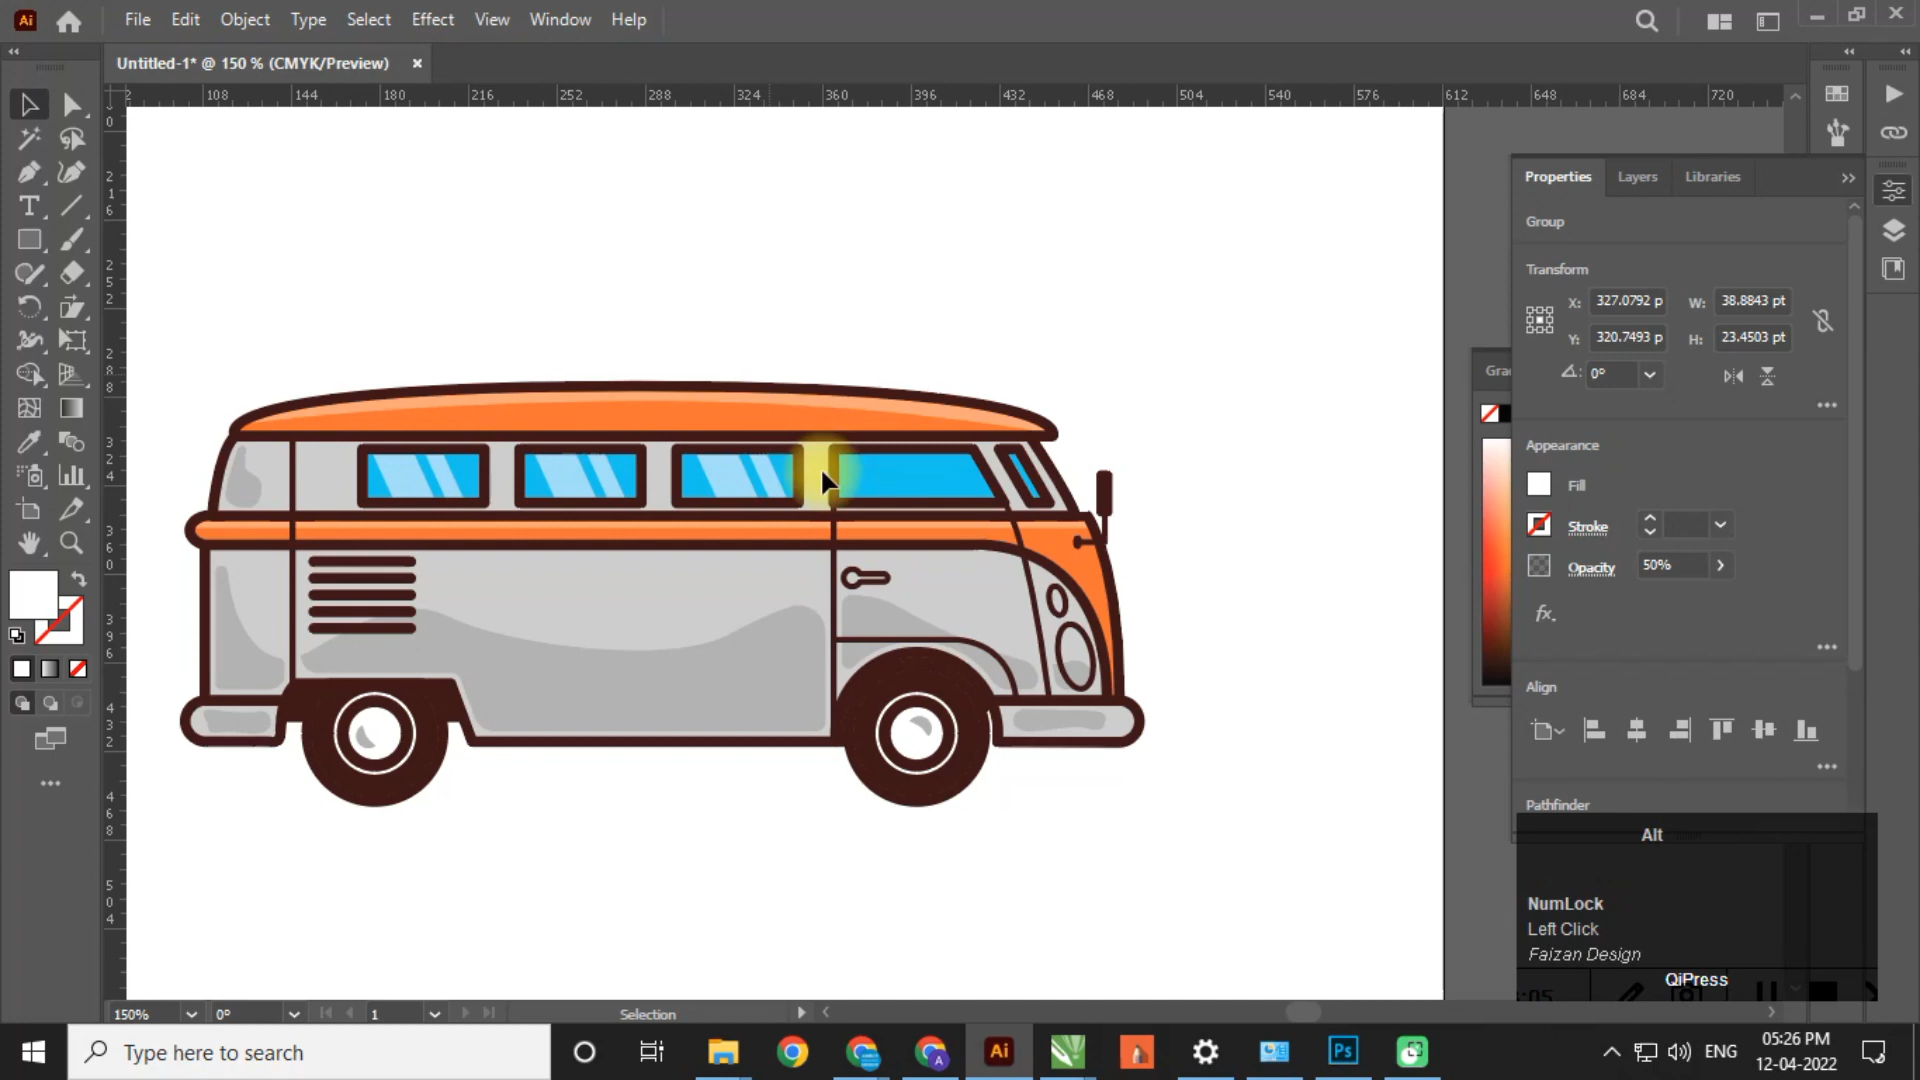 Ai File Edit Object Type Select Effect View Window Help
Untitled-1* @ 150 % (CMYK/Preview) ×
108 144 180 216 252 288 324 360 396 432 468 504 540 576 612 648 684 720
Properties Layers Libraries
Group
Transform
X: 327.0792 p W: 38.8843 pt
Y: 320.7493 p H: 23.4503 pt
0°
Appearance
Fill
Stroke
Opacity 50%
fx.
Align
Pathfinder
Alt
NumLock
Left Click
Faizan Design
QiPress
150% 0° 1 Selection
Type here to search
Ai Ps
ENG
05:26 PM
12-04-2022